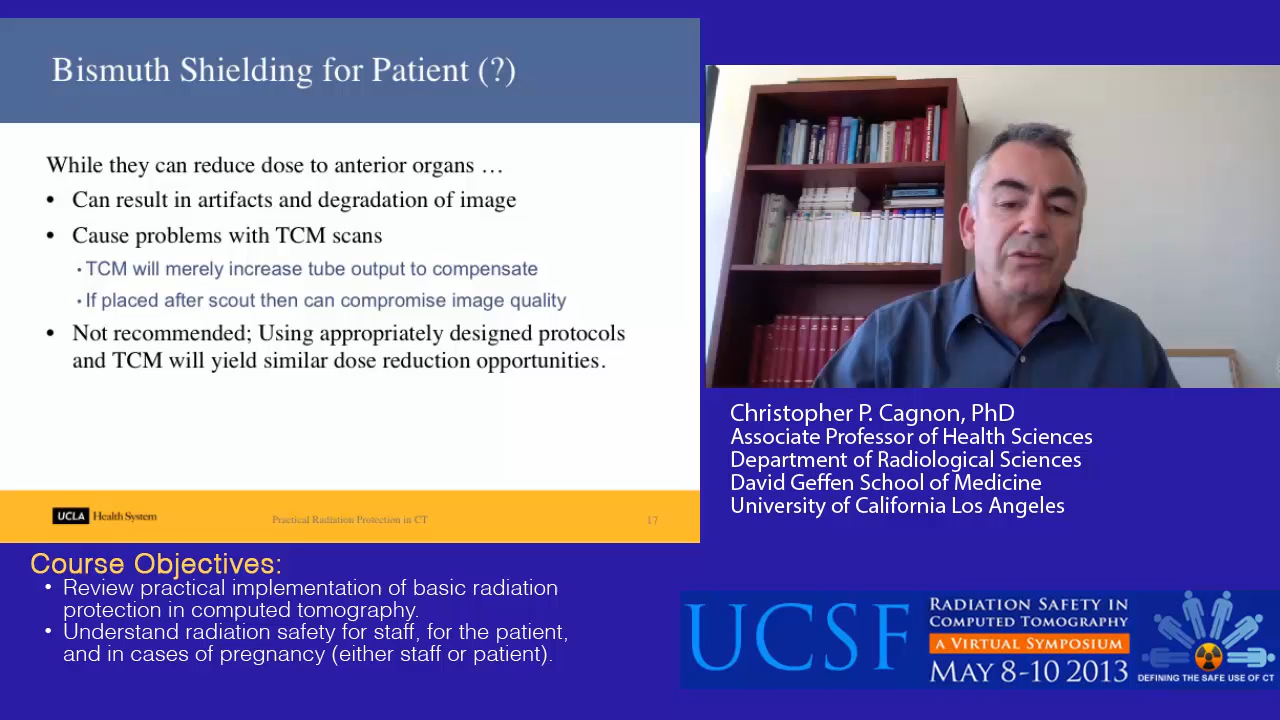 Bismuth Shielding for Patient (?)
While they can reduce dose to anterior organs …
• Can result in artifacts and degradation of image
• Cause problems with TCM scans
• TCM will merely increase tube output to compensate
• If placed after scout then can compromise image quality
• Not recommended; Using appropriately designed protocols
and TCM will yield similar dose reduction opportunities.
UCLA Health System
Practical Radiation Protection in CT
17
Christopher P. Cagnon, PhD
Associate Professor of Health Sciences
Department of Radiological Sciences
David Geffen School of Medicine
University of California Los Angeles
Course Objectives:
• Review practical implementation of basic radiation
protection in computed tomography.
• Understand radiation safety for staff, for the patient,
and in cases of pregnancy (either staff or patient).
UCSF
RADIATION SAFETY IN
COMPUTED TOMOGRAPHY
A VIRTUAL SYMPOSIUM
MAY 8-10 2013
DEFINING THE SAFE USE OF CT